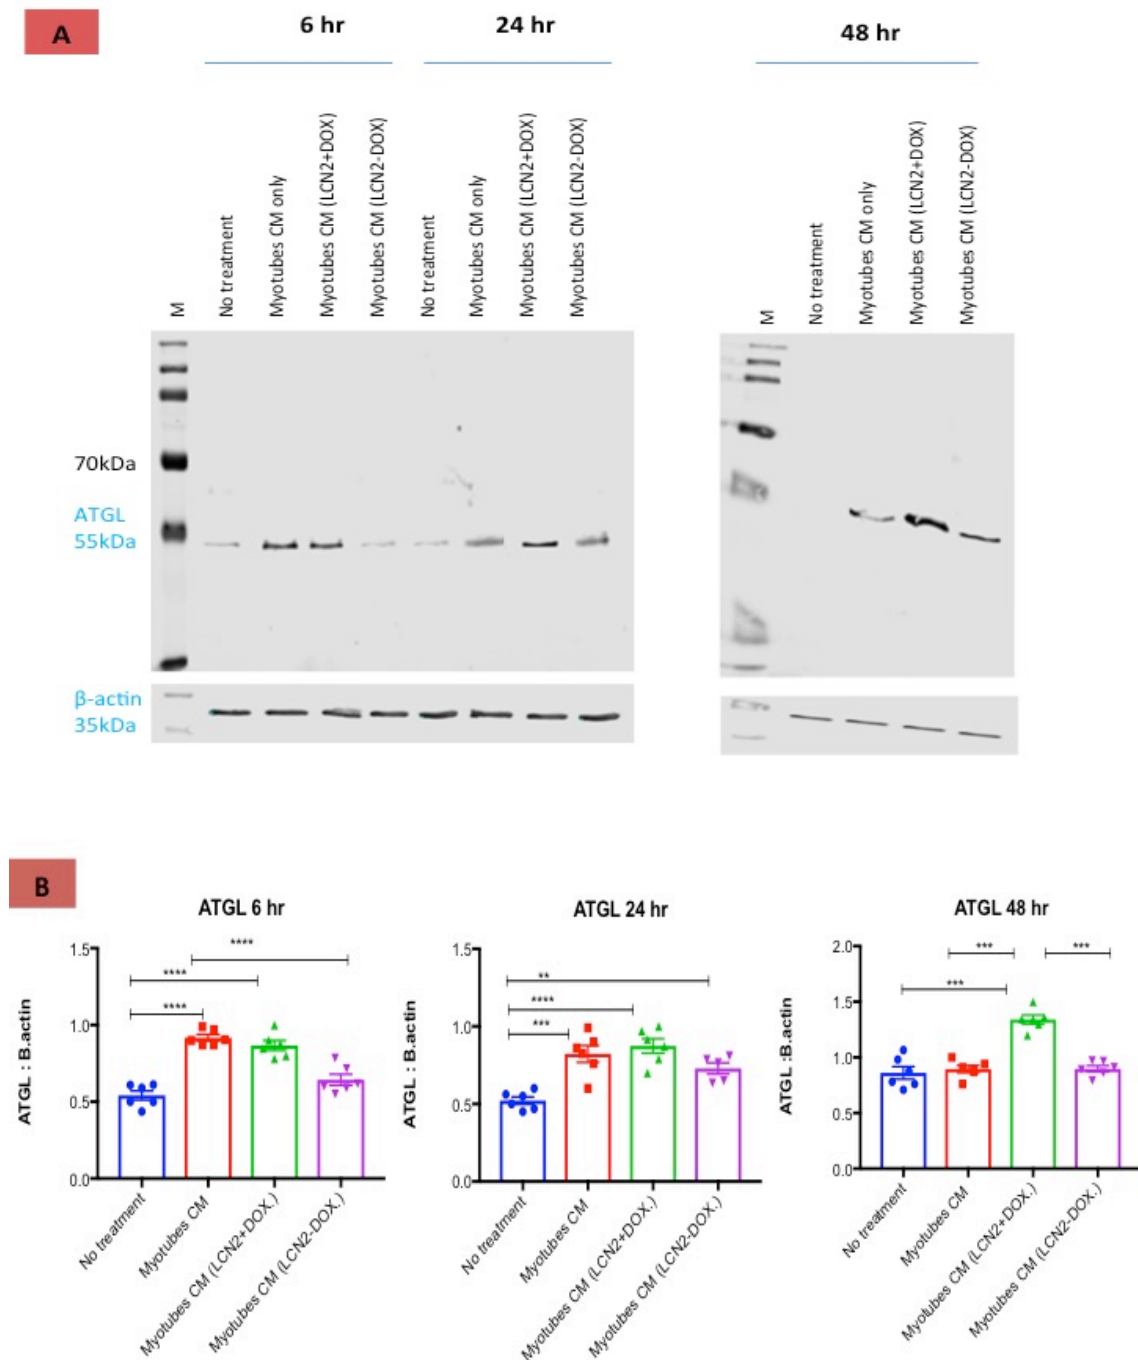 A
6 hr
24 hr
48 hr
M
No treatment
Myotubes CM only
Myotubes CM (LCN2+DOX)
Myotubes CM (LCN2-DOX)
No treatment
Myotubes CM only
Myotubes CM (LCN2+DOX)
Myotubes CM (LCN2-DOX)
M
No treatment
Myotubes CM only
Myotubes CM (LCN2+DOX)
Myotubes CM (LCN2-DOX)
70kDa
ATGL
55kDa
β-actin
35kDa
B
ATGL 6 hr
ATGL : B.actin
1.5
1.0
0.5
0.0
****
****
****
No treatment
Myotubes CM
Myotubes CM (LCN2+DOX.)
Myotubes CM (LCN2-DOX.)
ATGL 24 hr
ATGL : B.actin
1.5
1.0
0.5
0.0
**
****
***
No treatment
Myotubes CM
Myotubes CM (LCN2+DOX.)
Myotubes CM (LCN2-DOX.)
ATGL 48 hr
ATGL :B.actin
2.0
1.5
1.0
0.5
0.0
***
***
***
No treatment
Myotubes CM
Myotubes CM (LCN2+DOX.)
Myotubes CM (LCN2-DOX.)